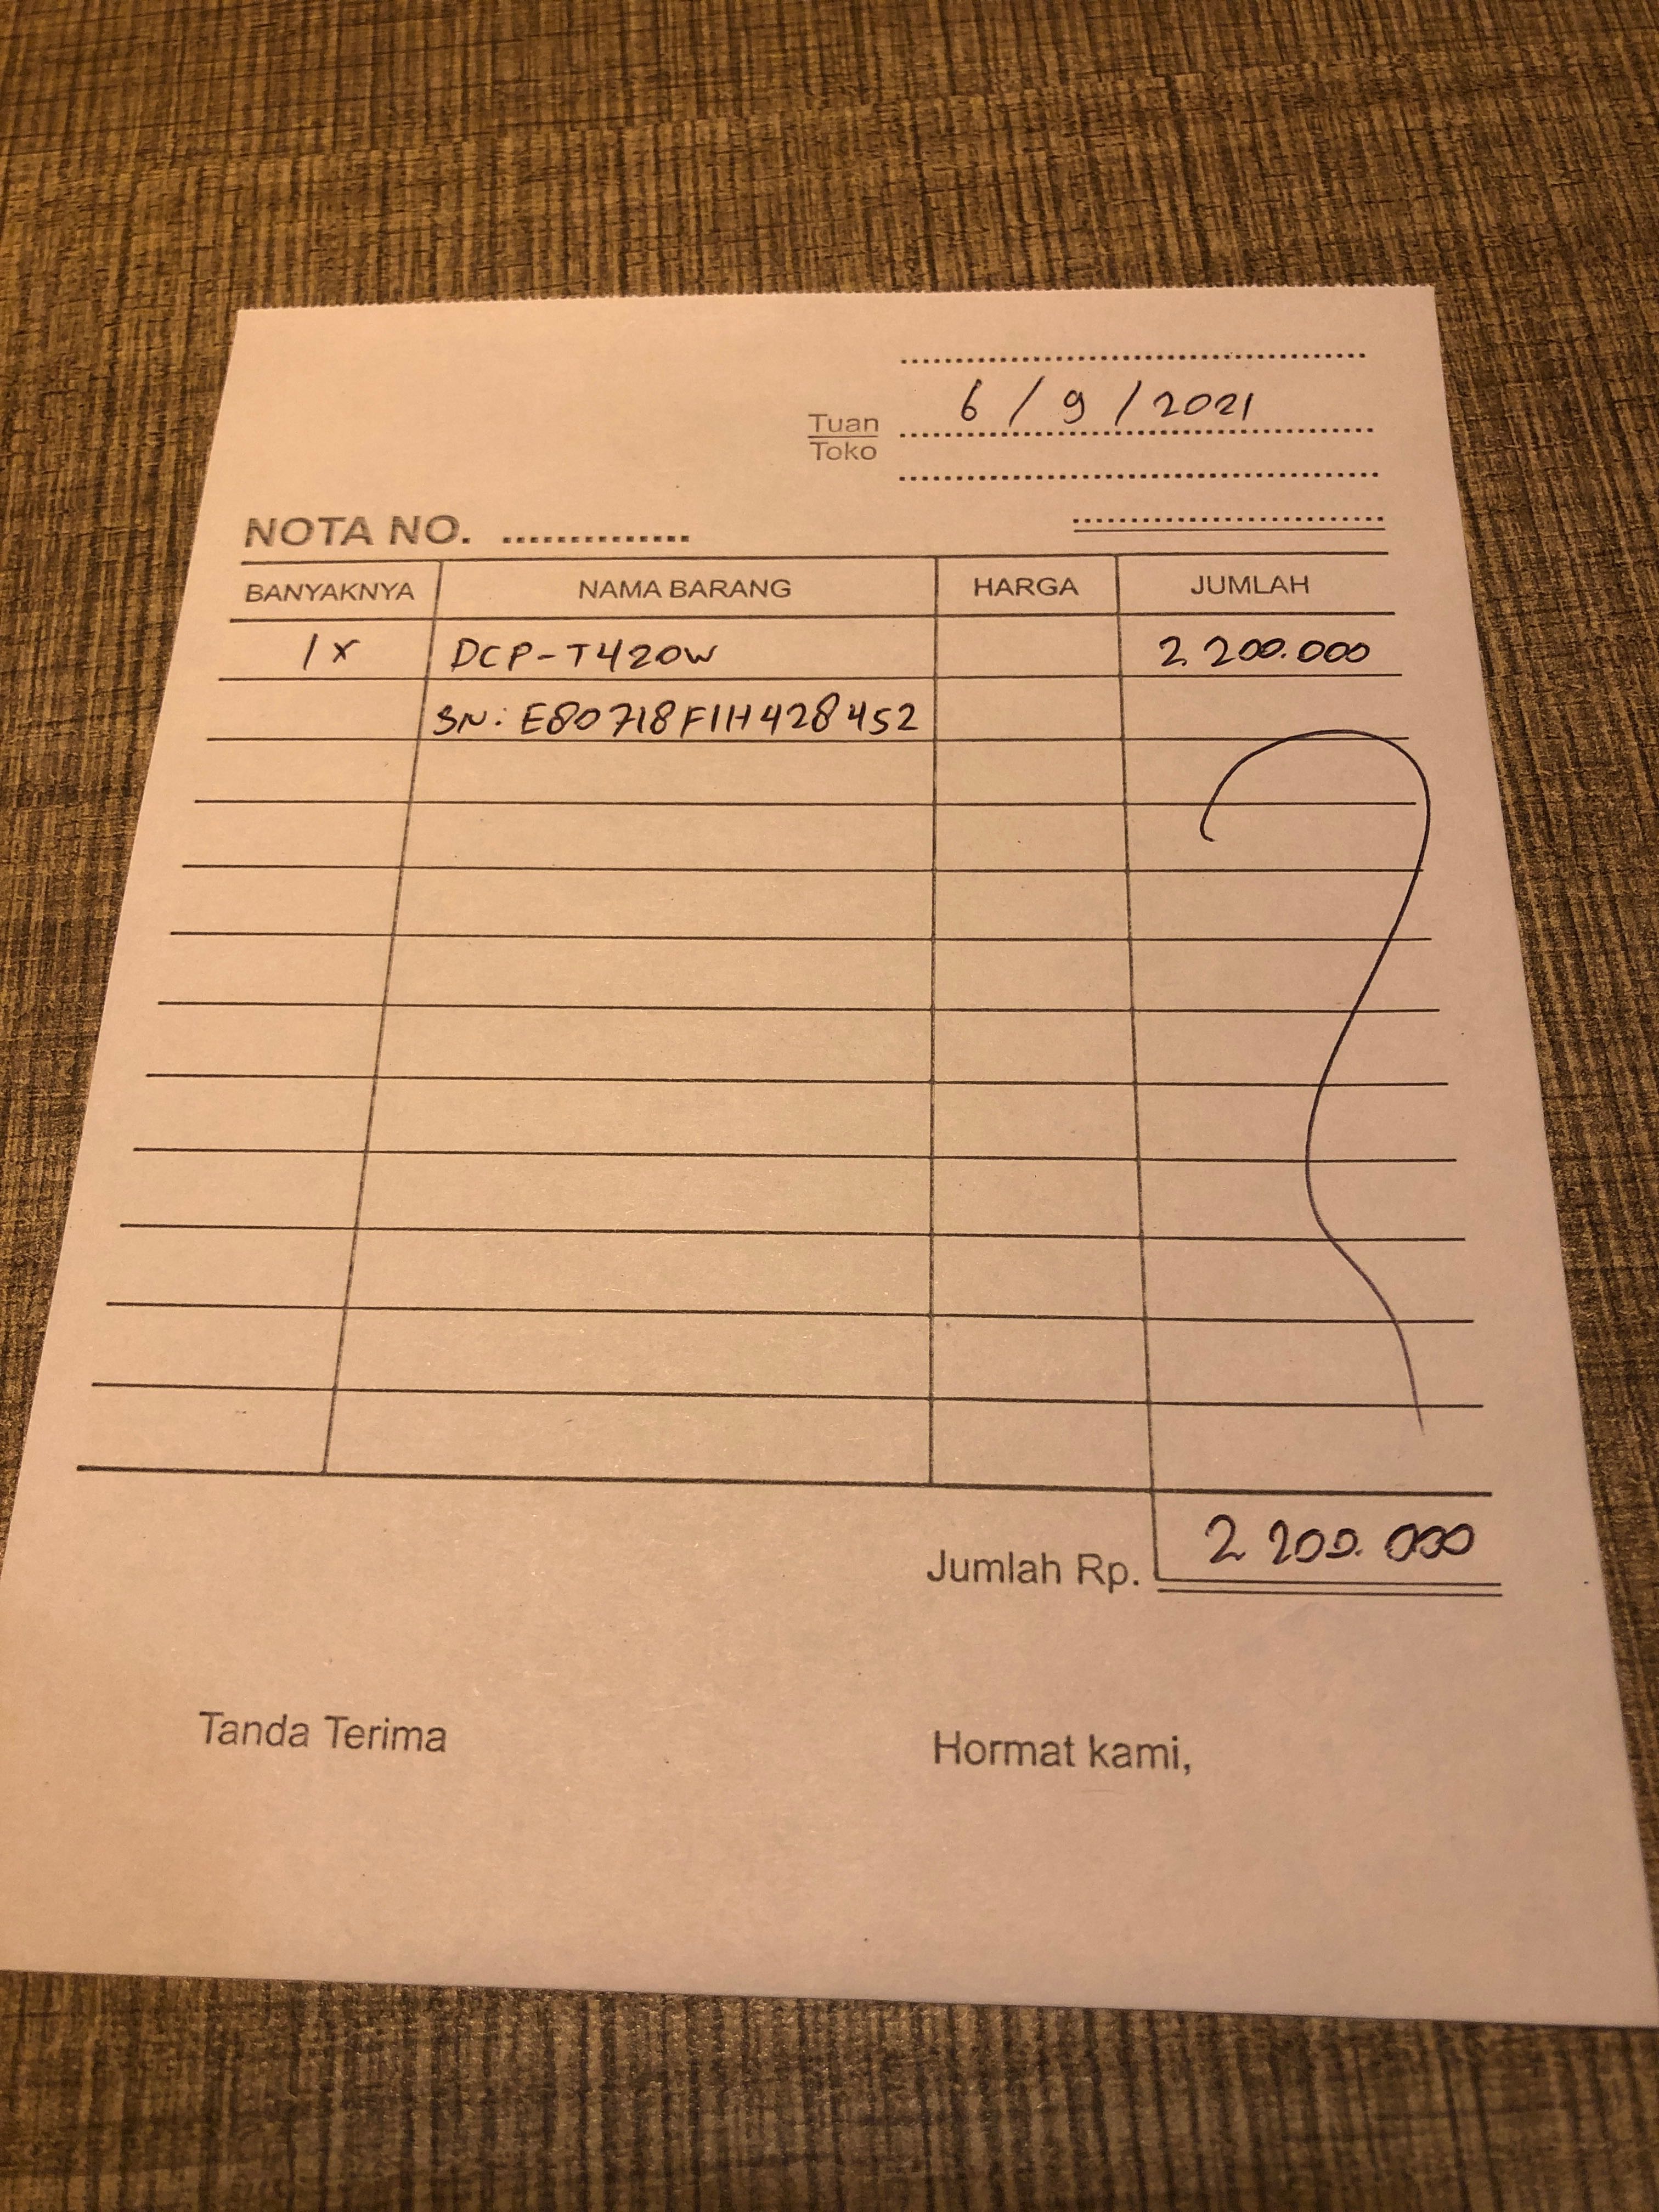 6 / 9 / 2021
Tuan
Toko
NOTA NO. ..............
BANYAKNYA NAMA BARANG HARGA JUMLAH
1x DCP-T420W 2.200.000
SN: E80718F1H428452
Jumlah Rp. 2 200.000
Tanda Terima Hormat kami,